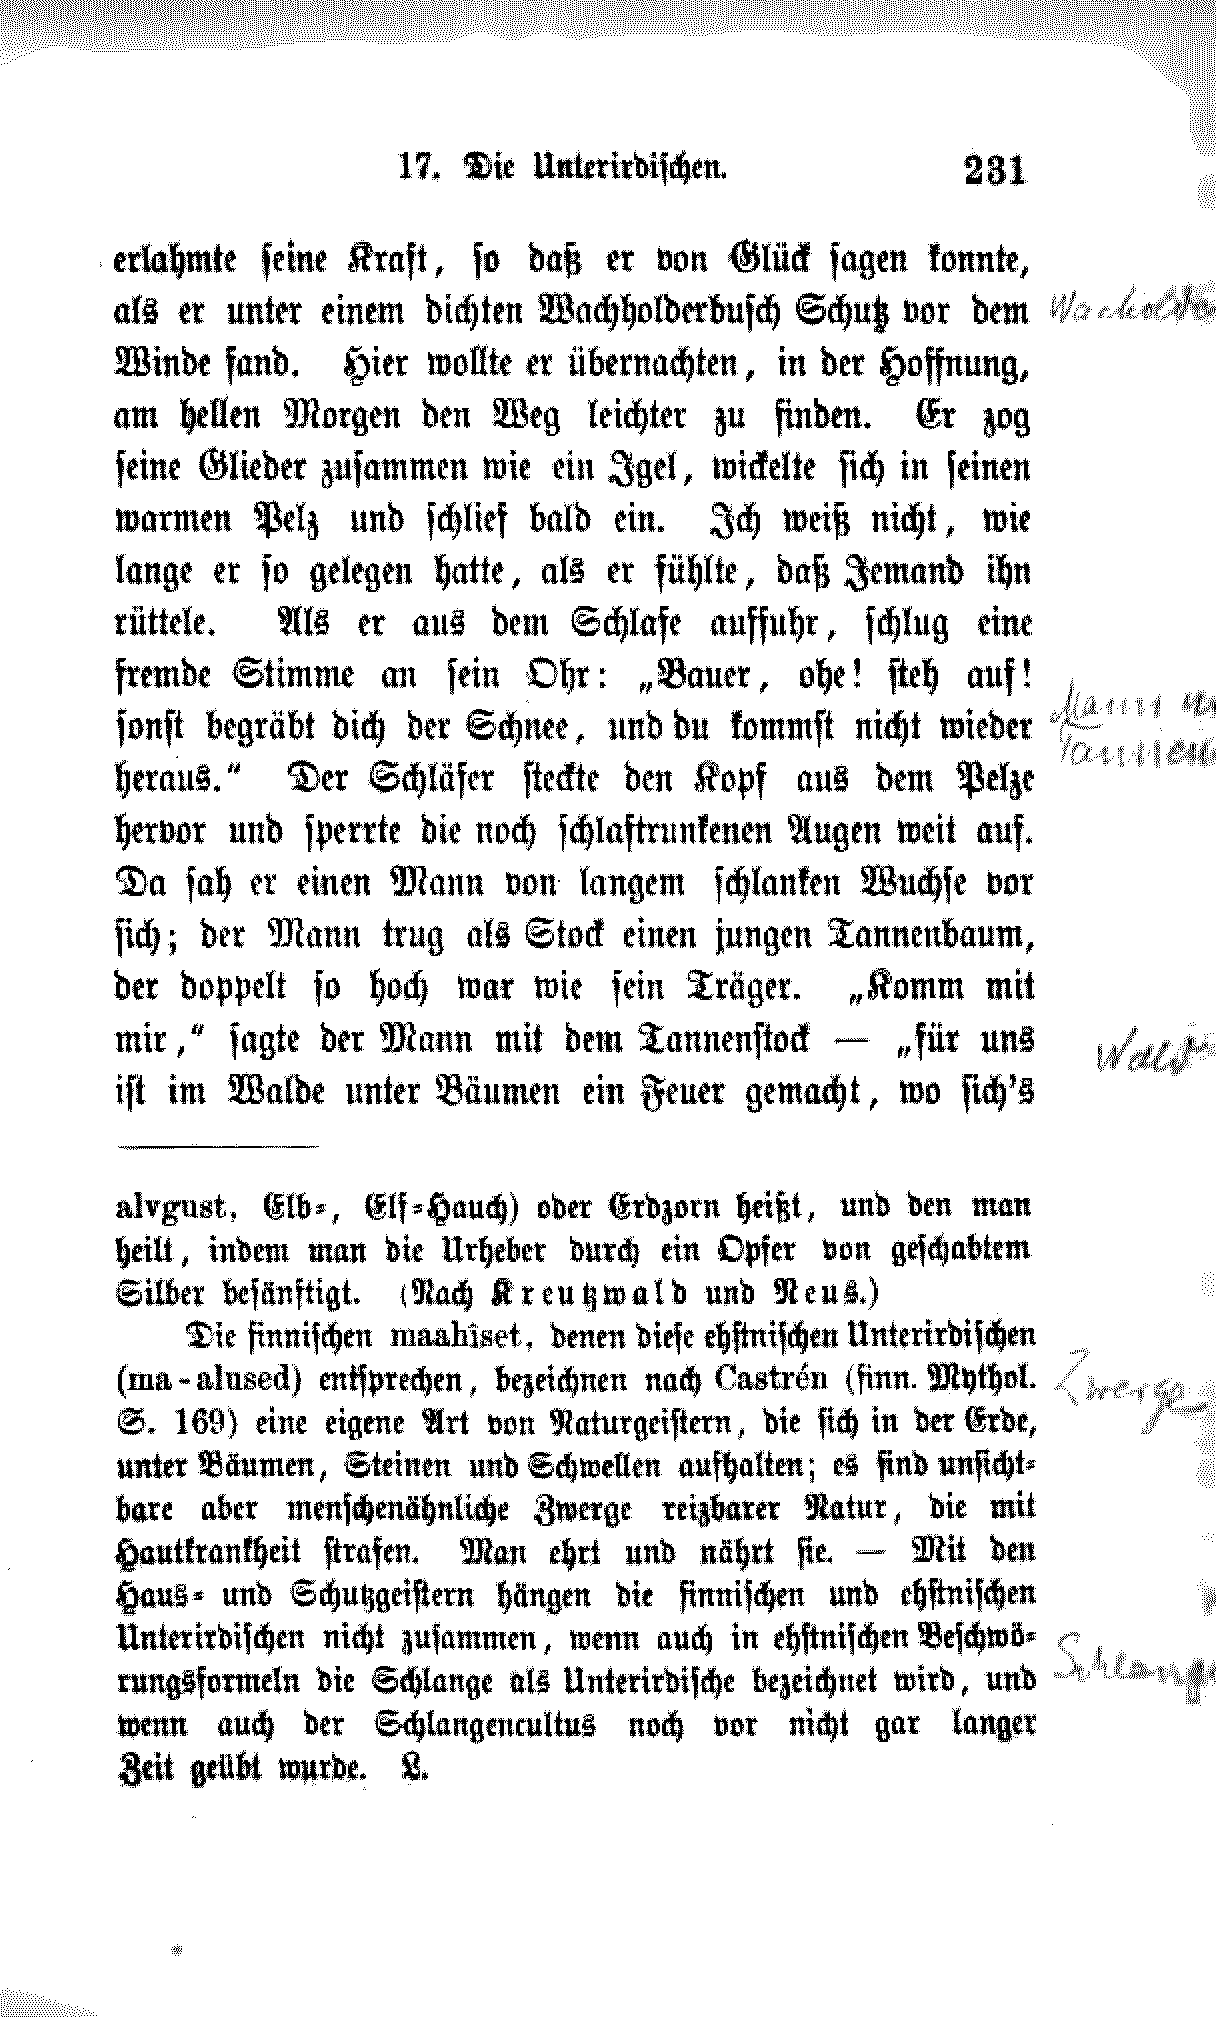 17. Die Unterirdischen. 231
erlahmte seine Kraft, so daß er von Glück sagen konnte,
als er unter einem dichten Wachholderbusch Schutz vor dem
Winde fand. Hier wollte er übernachten, in der Hoffnung,
am hellen Morgen den Weg leichter zu finden. Er zog
seine Glieder zusammen wie ein Igel, wickelte sich in seinen
warmen Pelz und schlief bald ein. Ich weiß nicht, wie
lange er so gelegen hatte, als er fühlte, daß Jemand ihn
rüttele. Als er aus dem Schlafe auffuhr, schlug eine
fremde Stimme an sein Ohr: „Bauer, ohe! steh auf!
sonst begräbt dich der Schnee, und du kommst nicht wieder
heraus.“ Der Schläfer steckte den Kopf aus dem Pelze
hervor und sperrte die noch schlaftrunkenen Augen weit auf.
Da sah er einen Mann von langem schlanken Wuchse vor
sich; der Mann trug als Stock einen jungen Tannenbaum,
der doppelt so hoch war wie sein Träger. „Komm mit
mir,“ sagte der Mann mit dem Tannenstock — „für uns
ist im Walde unter Bäumen ein Feuer gemacht, wo sich's
alvgust, Elb-, Elf-Hauch) oder Erdzorn heißt, und den man
heilt, indem man die Urheber durch ein Opfer von geschabtem
Silber besänftigt. (Nach Kreutzwald und Neus.)
Die finnischen maahiset, denen diese ehstnischen Unterirdischen
(ma-alused) entsprechen, bezeichnen nach Castrén (finn. Mythol.
S. 169) eine eigene Art von Naturgeistern, die sich in der Erde,
unter Bäumen, Steinen und Schwellen aufhalten; es sind unsicht-
bare aber menschenähnliche Zwerge reizbarer Natur, die mit
Hautkrankheit strafen. Man ehrt und nährt sie. — Mit den
Haus- und Schutzgeistern hängen die finnischen und ehstnischen
Unterirdischen nicht zusammen, wenn auch in ehstnischen Beschwö-
rungsformeln die Schlange als Unterirdische bezeichnet wird, und
wenn auch der Schlangencultus noch vor nicht gar langer
Zeit geübt wurde. L.
Mann
Zwerge
Schlange